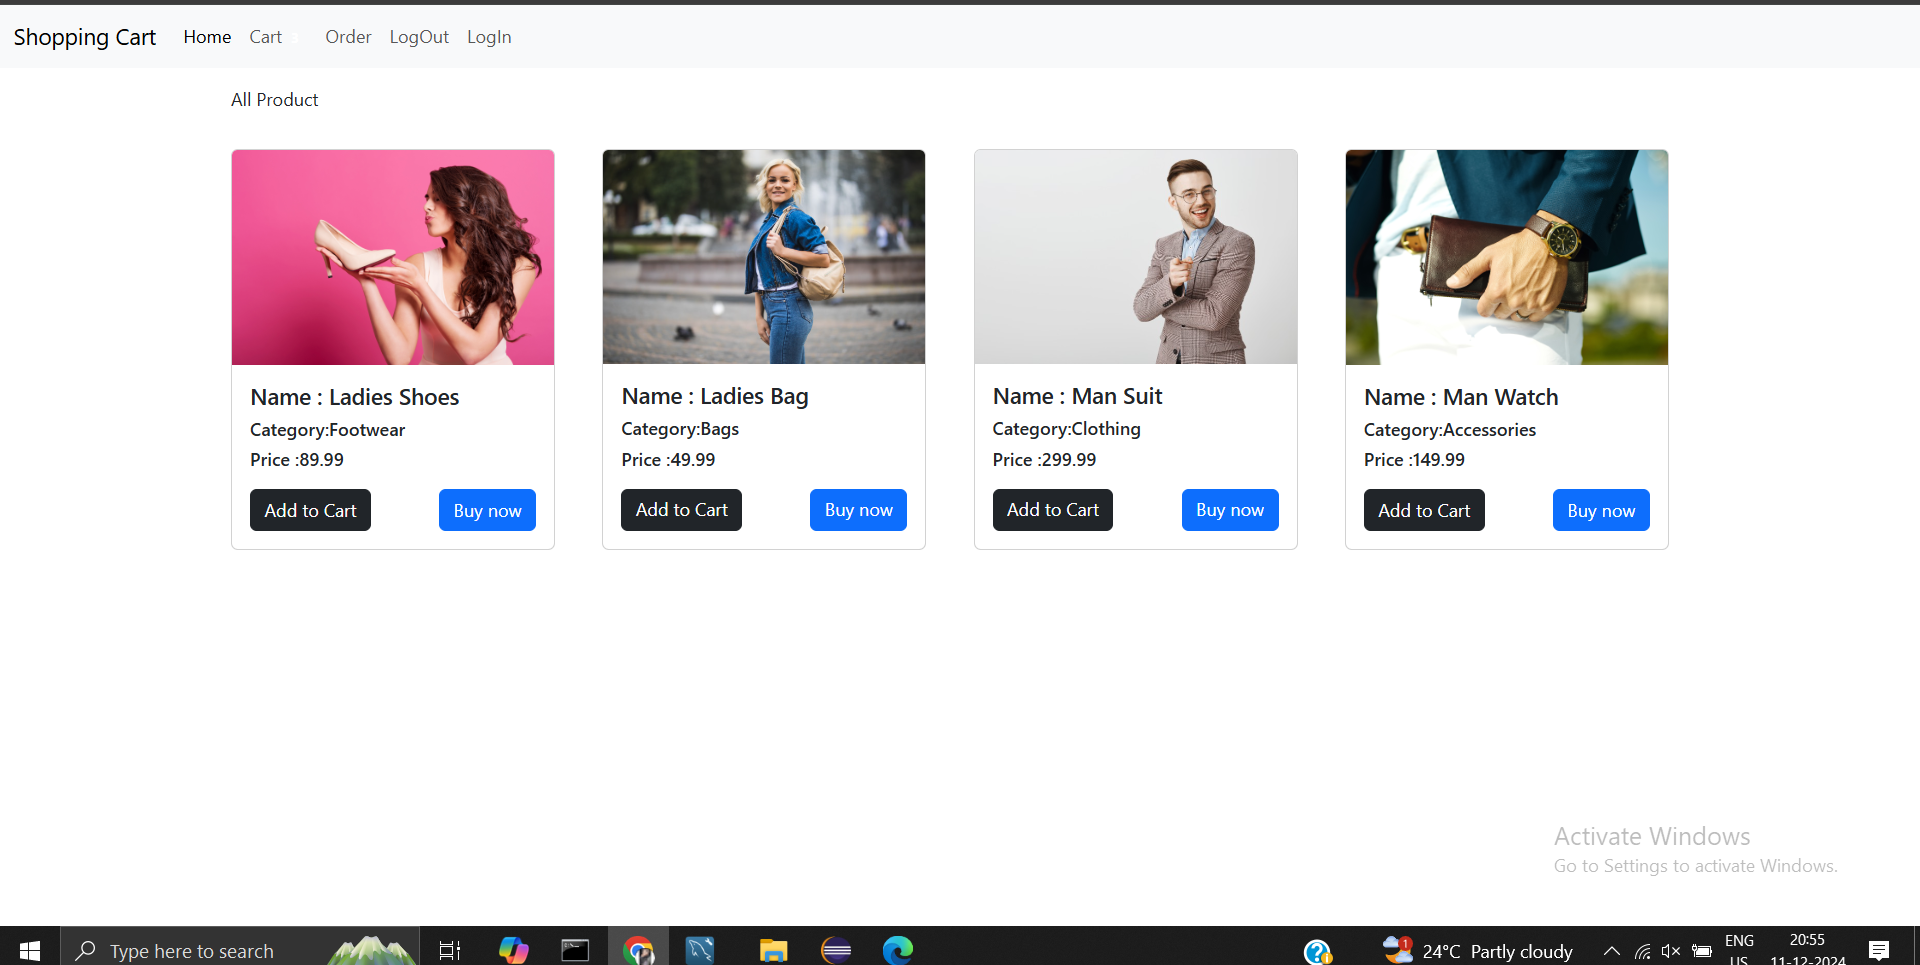 Shopping Cart Home Cart Order LogOut LogIn
All Product
Name : Ladies Shoes
Category:Footwear
Price :89.99
Add to Cart Buy now
Name : Ladies Bag
Category:Bags
Price :49.99
Add to Cart Buy now
Name : Man Suit
Category:Clothing
Price :299.99
Add to Cart Buy now
Name : Man Watch
Category:Accessories
Price :149.99
Add to Cart Buy now
Activate Windows
Go to Settings to activate Windows.
Type here to search
1
24°C Partly cloudy
ENG
US
20:55
11-12-2024